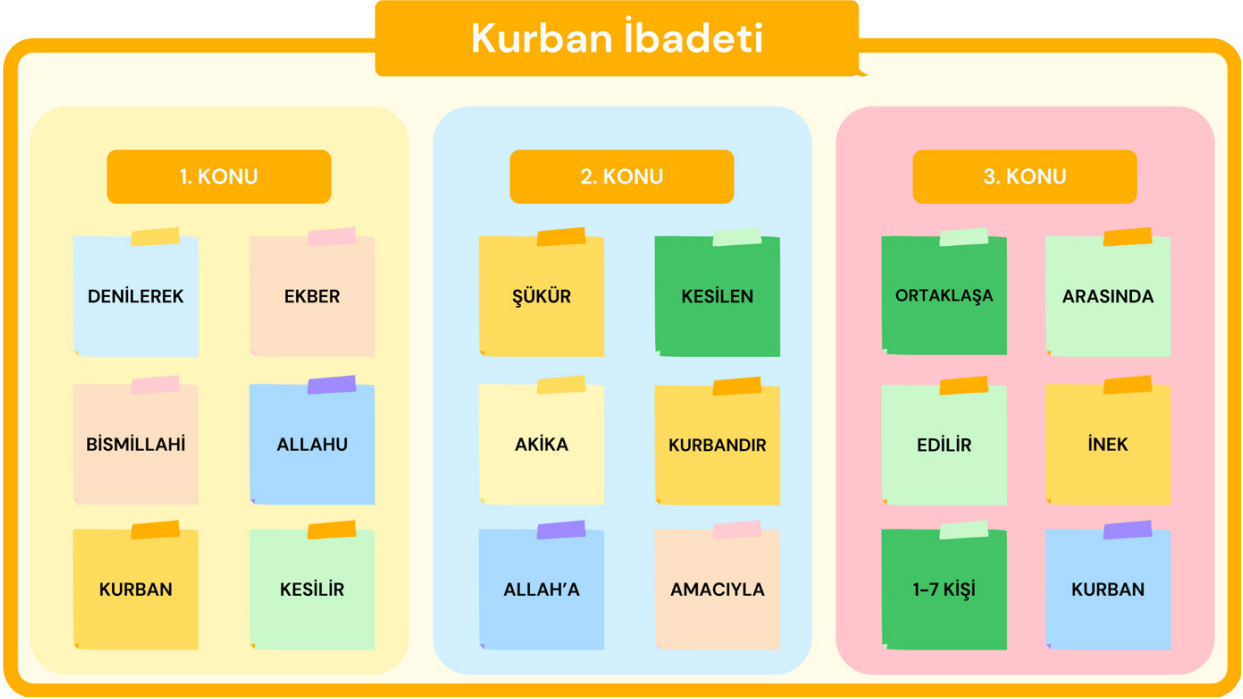 Kurban İbadeti
1. KONU
DENİLEREK
EKBER
BİSMİLLAHİ
ALLAHU
KURBAN
KESİLİR
2. KONU
ŞÜKÜR
KESİLEN
AKİKA
KURBANDIR
ALLAH'A
AMACIYLA
3. KONU
ORTAKLAŞA
ARASINDA
EDİLİR
İNEK
1-7 KİŞİ
KURBAN